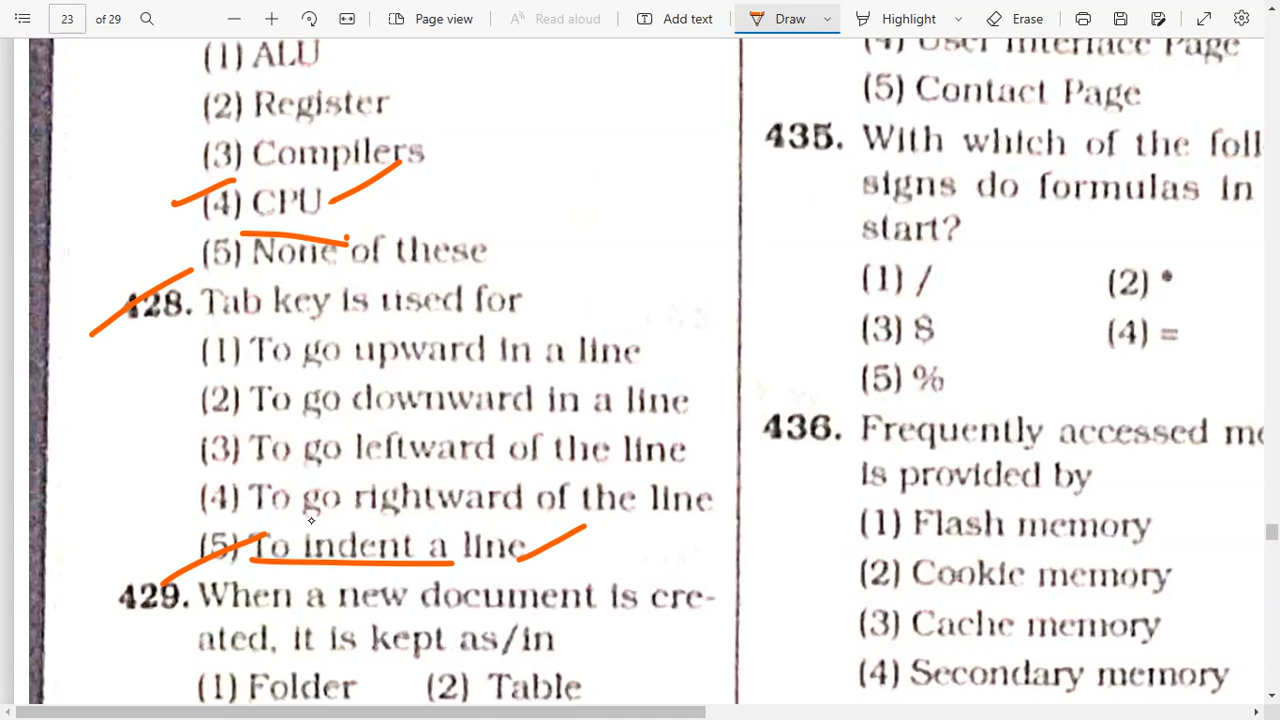 23 of 29 Page view Read aloud Add text Draw Highlight Erase
(1) ALU
(2) Register
(3) Compilers
(4) CPU
(5) None of these
428. Tab key is used for
(1) To go upward in a line
(2) To go downward in a line
(3) To go leftward of the line
(4) To go rightward of the line
(5) To indent a line
429. When a new document is cre-
ated, it is kept as/in
(1) Folder (2) Table
(4) User Interface Page
(5) Contact Page
435. With which of the
signs do formulas in
start?
(1) / (2) *
(3) $ (4) =
(5) %
436. Frequently accessed
is provided by
(1) Flash memory
(2) Cookie memory
(3) Cache memory
(4) Secondary memory